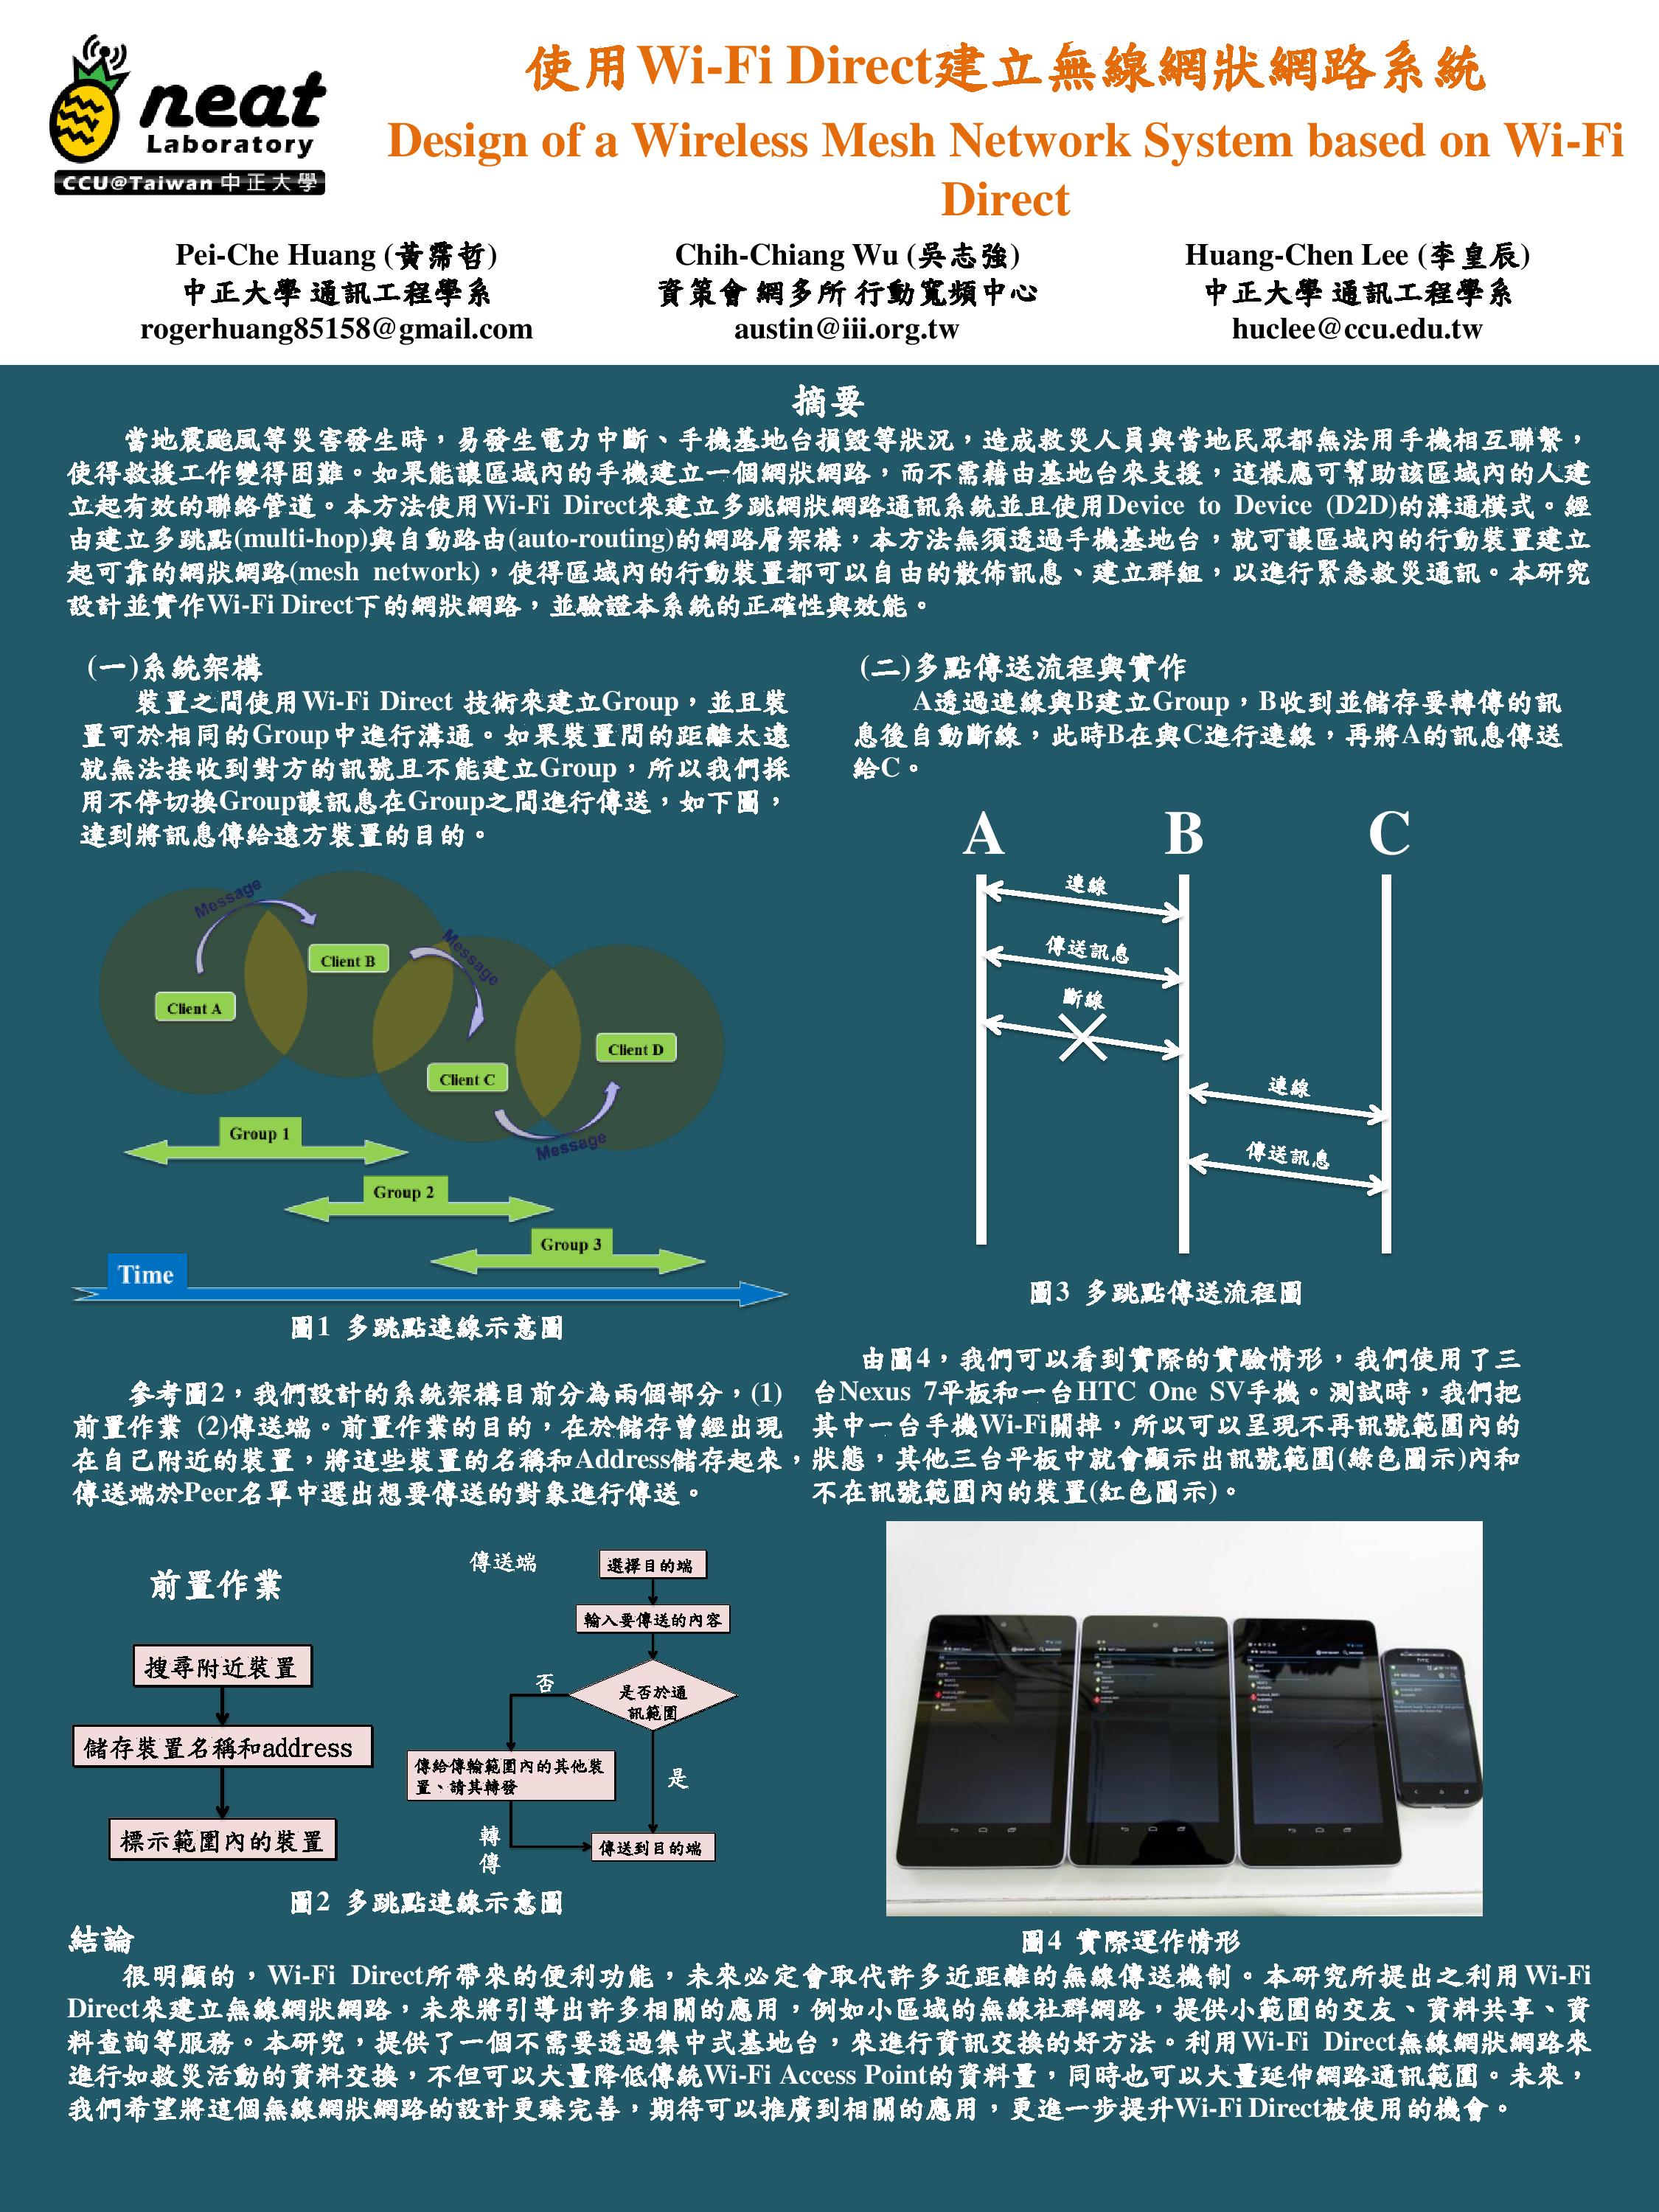 neat
Laboratory
CCU@Taiwan 中正大學
使用Wi-Fi Direct建立無線網狀網路系統
Design of a Wireless Mesh Network System based on Wi-Fi
Direct
Pei-Che Huang (黃霈哲)
中正大學 通訊工程學系
rogerhuang85158@gmail.com
Chih-Chiang Wu (吳志強)
資策會 網多所 行動寬頻中心
austin@iii.org.tw
Huang-Chen Lee (李皇辰)
中正大學 通訊工程學系
huclee@ccu.edu.tw
摘要
當地震颱風等災害發生時，易發生電力中斷、手機基地台損毀等狀況，造成救災人員與當地民眾都無法用手機相互聯繫，
使得救援工作變得困難。如果能讓區域內的手機建立一個網狀網路，而不需藉由基地台來支援，這樣應可幫助該區域內的人建
立起有效的聯絡管道。本方法使用Wi-Fi Direct來建立多跳網狀網路通訊系統並且使用Device to Device (D2D)的溝通模式。經
由建立多跳點(multi-hop)與自動路由(auto-routing)的網路層架構，本方法無須透過手機基地台，就可讓區域內的行動裝置建立
起可靠的網狀網路(mesh network)，使得區域內的行動裝置都可以自由的散佈訊息、建立群組，以進行緊急救災通訊。本研究
設計並實作Wi-Fi Direct下的網狀網路，並驗證本系統的正確性與效能。
(一)系統架構
裝置之間使用Wi-Fi Direct 技術來建立Group，並且裝
置可於相同的Group中進行溝通。如果裝置間的距離太遠
就無法接收到對方的訊號且不能建立Group，所以我們採
用不停切換Group讓訊息在Group之間進行傳送，如下圖，
達到將訊息傳給遠方裝置的目的。
Message
Message
Client B
Client A
Client D
Client C
Message
Group 1
Group 2
Group 3
Time
圖1 多跳點連線示意圖
參考圖2，我們設計的系統架構目前分為兩個部分，(1)
前置作業 (2)傳送端。前置作業的目的，在於儲存曾經出現
在自己附近的裝置，將這些裝置的名稱和Address儲存起來，
傳送端於Peer名單中選出想要傳送的對象進行傳送。
前置作業
搜尋附近裝置
儲存裝置名稱和address
標示範圍內的裝置
傳送端
選擇目的端
輸入要傳送的內容
是否於通
訊範圍
否
是
傳給傳輸範圍內的其他裝
置、請其轉發
轉
傳
傳送到目的端
圖2 多跳點連線示意圖
(二)多點傳送流程與實作
A透過連線與B建立Group，B收到並儲存要轉傳的訊
息後自動斷線，此時B在與C進行連線，再將A的訊息傳送
給C。
A B C
連線
傳送訊息
斷線
連線
傳送訊息
圖3 多跳點傳送流程圖
由圖4，我們可以看到實際的實驗情形，我們使用了三
台Nexus 7平板和一台HTC One SV手機。測試時，我們把
其中一台手機Wi-Fi關掉，所以可以呈現不再訊號範圍內的
狀態，其他三台平板中就會顯示出訊號範圍(綠色圖示)內和
不在訊號範圍內的裝置(紅色圖示)。
圖4 實際運作情形
結論
很明顯的，Wi-Fi Direct所帶來的便利功能，未來必定會取代許多近距離的無線傳送機制。本研究所提出之利用Wi-Fi
Direct來建立無線網狀網路，未來將引導出許多相關的應用，例如小區域的無線社群網路，提供小範圍的交友、資料共享、資
料查詢等服務。本研究，提供了一個不需要透過集中式基地台，來進行資訊交換的好方法。利用Wi-Fi Direct無線網狀網路來
進行如救災活動的資料交換，不但可以大量降低傳統Wi-Fi Access Point的資料量，同時也可以大量延伸網路通訊範圍。未來，
我們希望將這個無線網狀網路的設計更臻完善，期待可以推廣到相關的應用，更進一步提升Wi-Fi Direct被使用的機會。